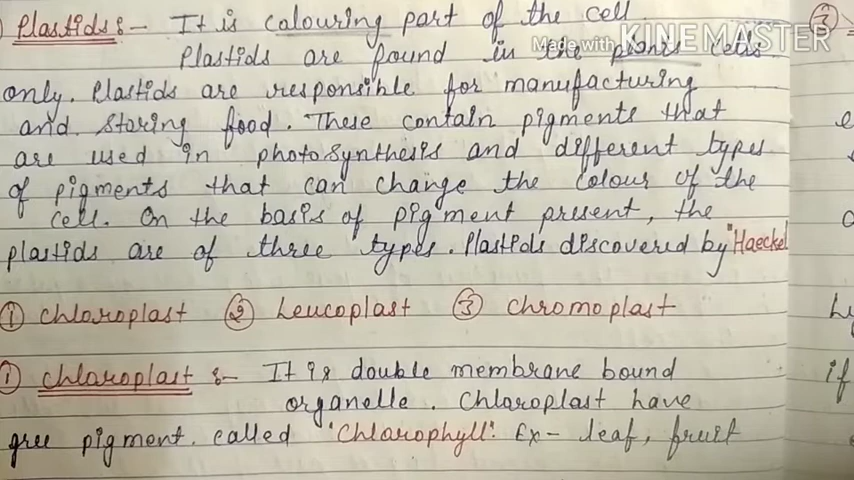 Plastids :- It is colouring part of the cell.
Made with KINEMASTER
Plastids are found in the plants cells
only. Plastids are responsible for manufacturing
and storing food. These contain pigments that
are used in photosynthesis and different types
of pigments that can change the colour of the
cell. On the basis of pigment present, the
plastids are of three types. Plastids discovered by "Haeckel
① Chloroplast ② Leucoplast ③ Chromoplast
① Chloroplast :- It is double membrane bound
organelle. Chloroplast have
gree pigment. called 'Chlorophyll'. Ex- leaf, fruit
③
if